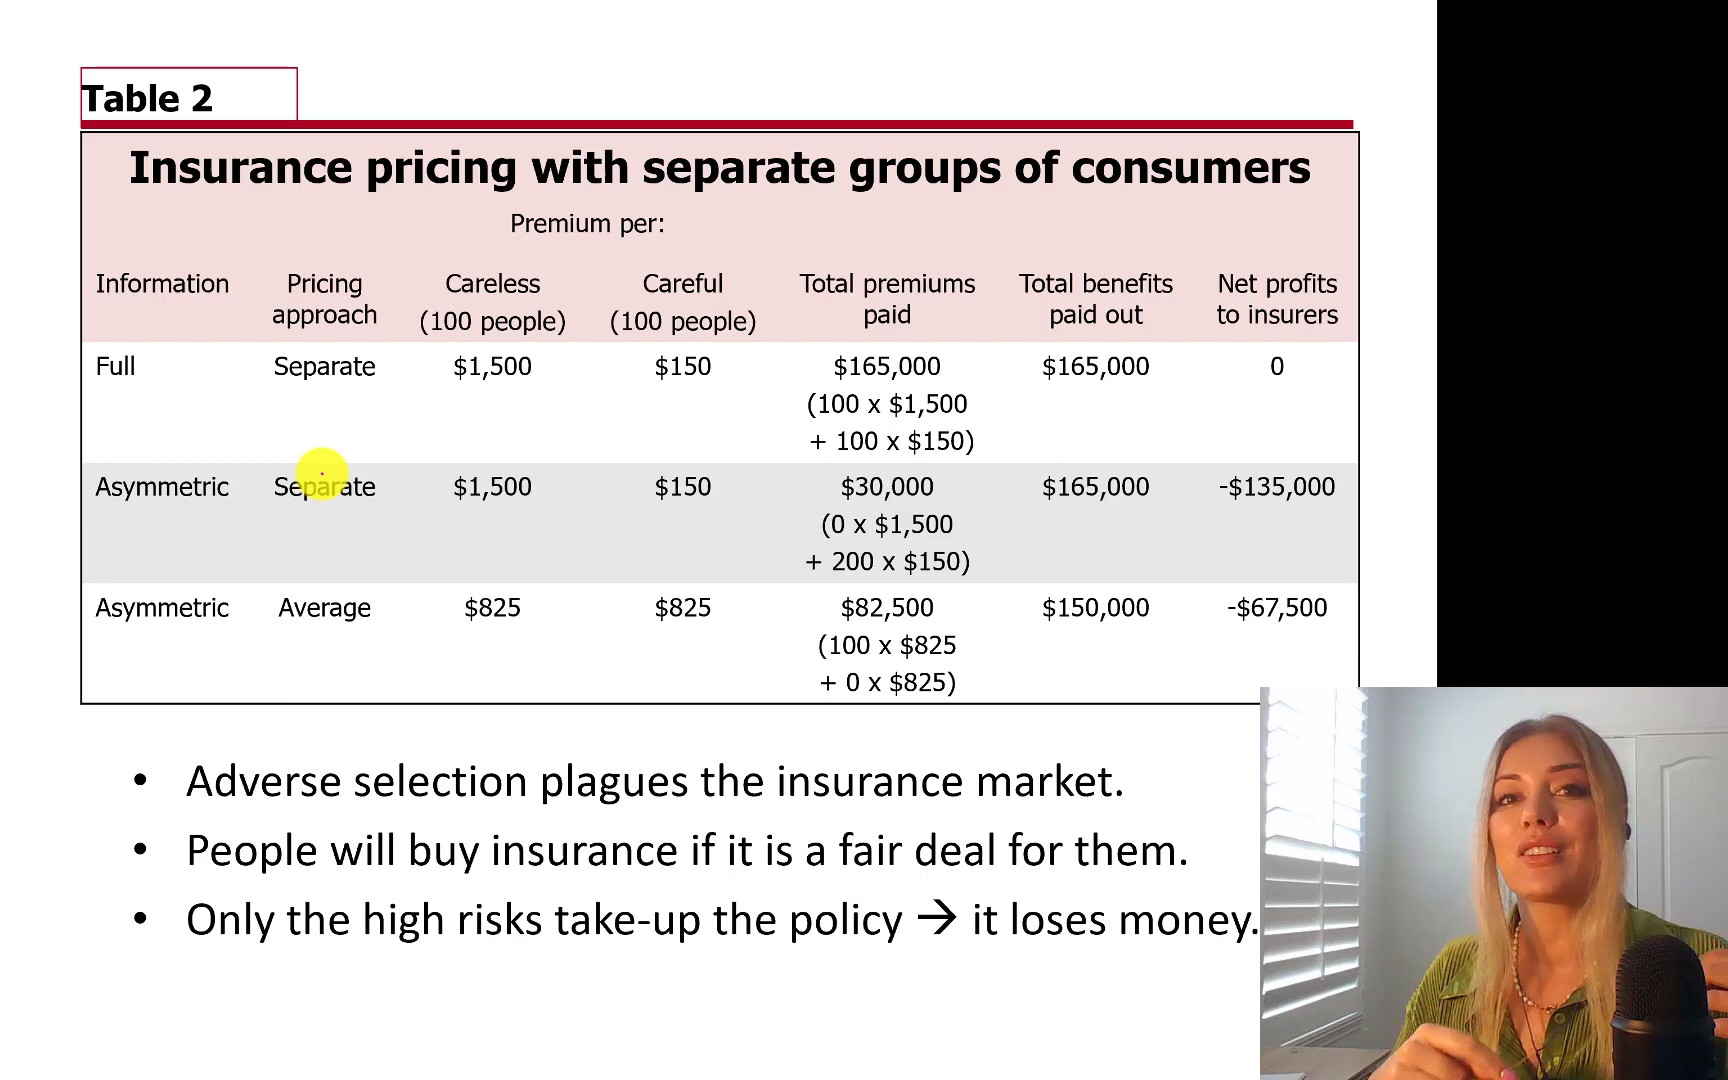 Table 2
Insurance pricing with separate groups of consumers
Premium per:
Information Pricing approach Careless (100 people) Careful (100 people) Total premiums paid Total benefits paid out Net profits to insurers
Full Separate $1,500 $150 $165,000 $165,000 0
(100 x $1,500
+ 100 x $150)
Asymmetric Separate $1,500 $150 $30,000 $165,000 -$135,000
(0 x $1,500
+ 200 x $150)
Asymmetric Average $825 $825 $82,500 $150,000 -$67,500
(100 x $825
+ 0 x $825)
• Adverse selection plagues the insurance market.
• People will buy insurance if it is a fair deal for them.
• Only the high risks take-up the policy → it loses money.